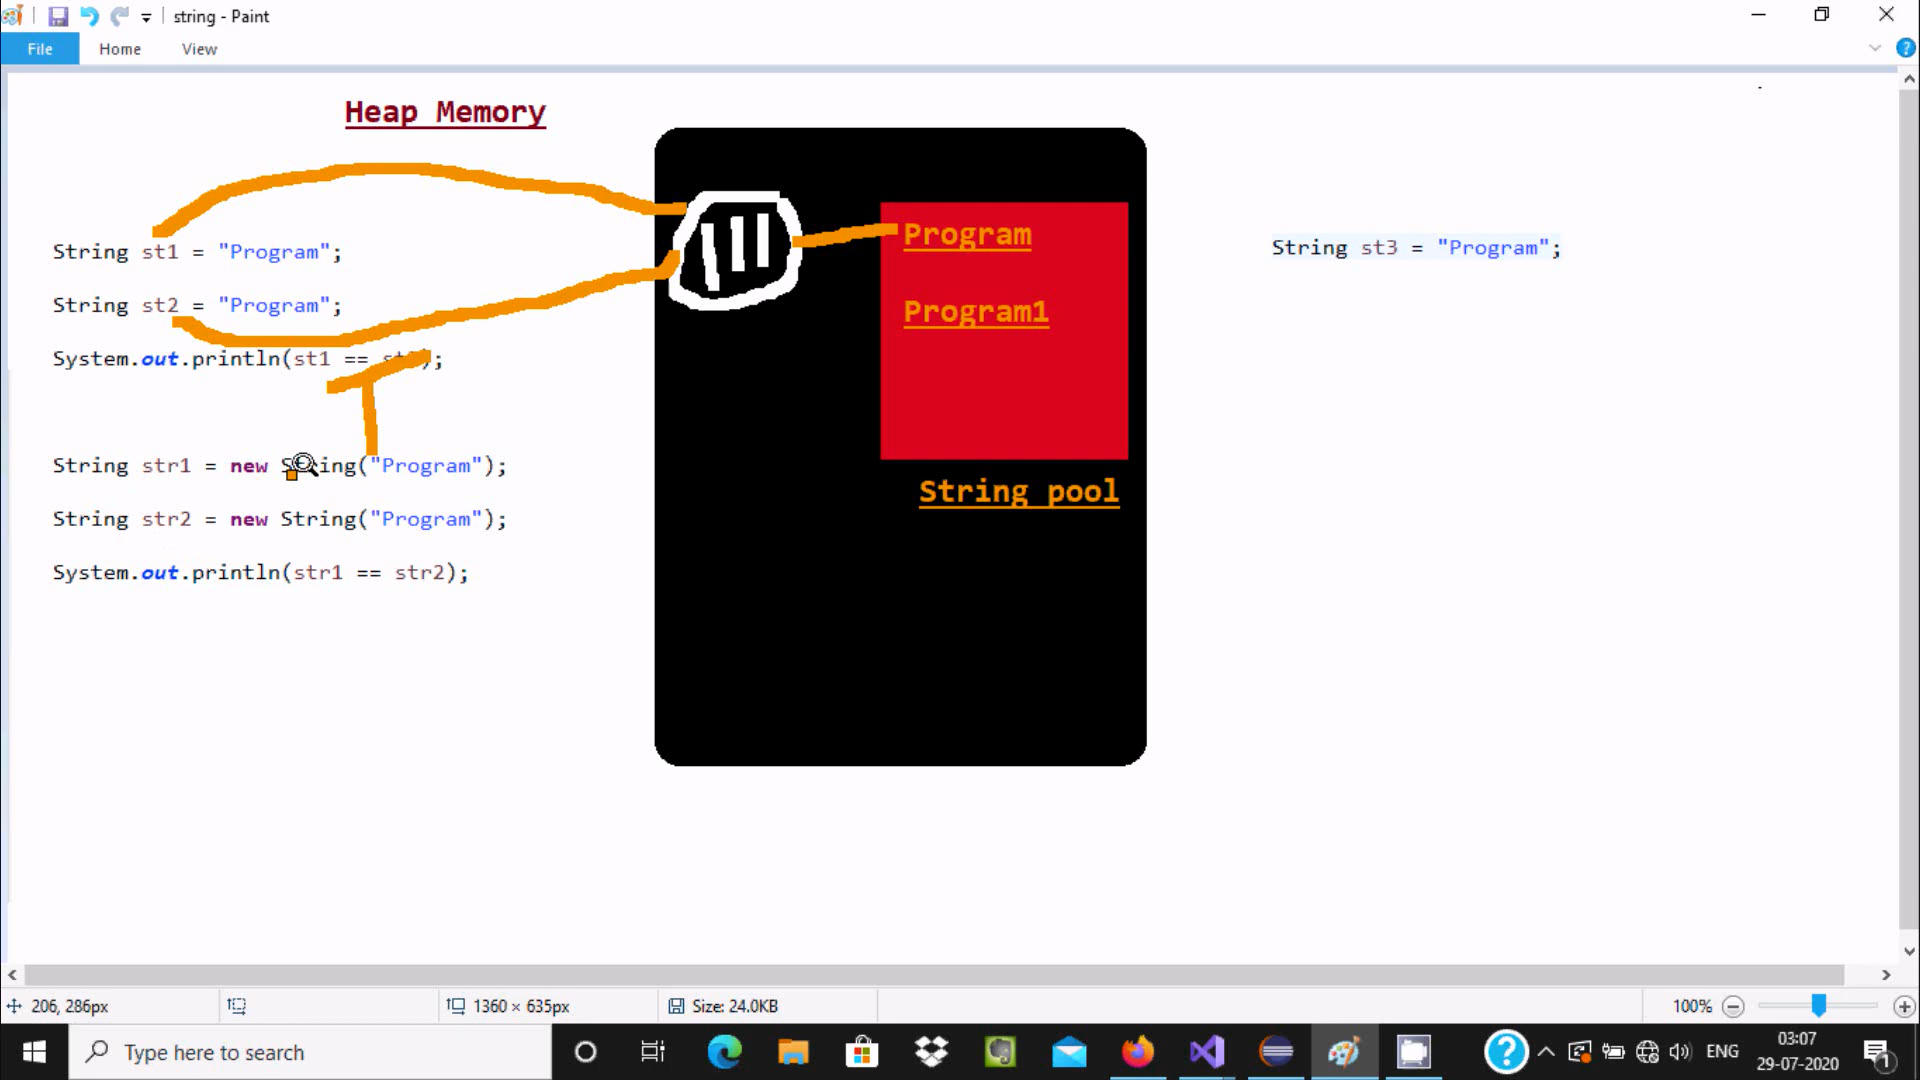 string - Paint
File Home View
Heap Memory
String st1 = "Program";
String st2 = "Program";
System.out.println(st1 == );
String str1 = new String("Program");
String str2 = new String("Program");
System.out.println(str1 == str2);
Program
Program1
String pool
String st3 = "Program";
206, 286px
1360 × 635px
Size: 24.0KB
100%
Type here to search
ENG
03:07
29-07-2020
1